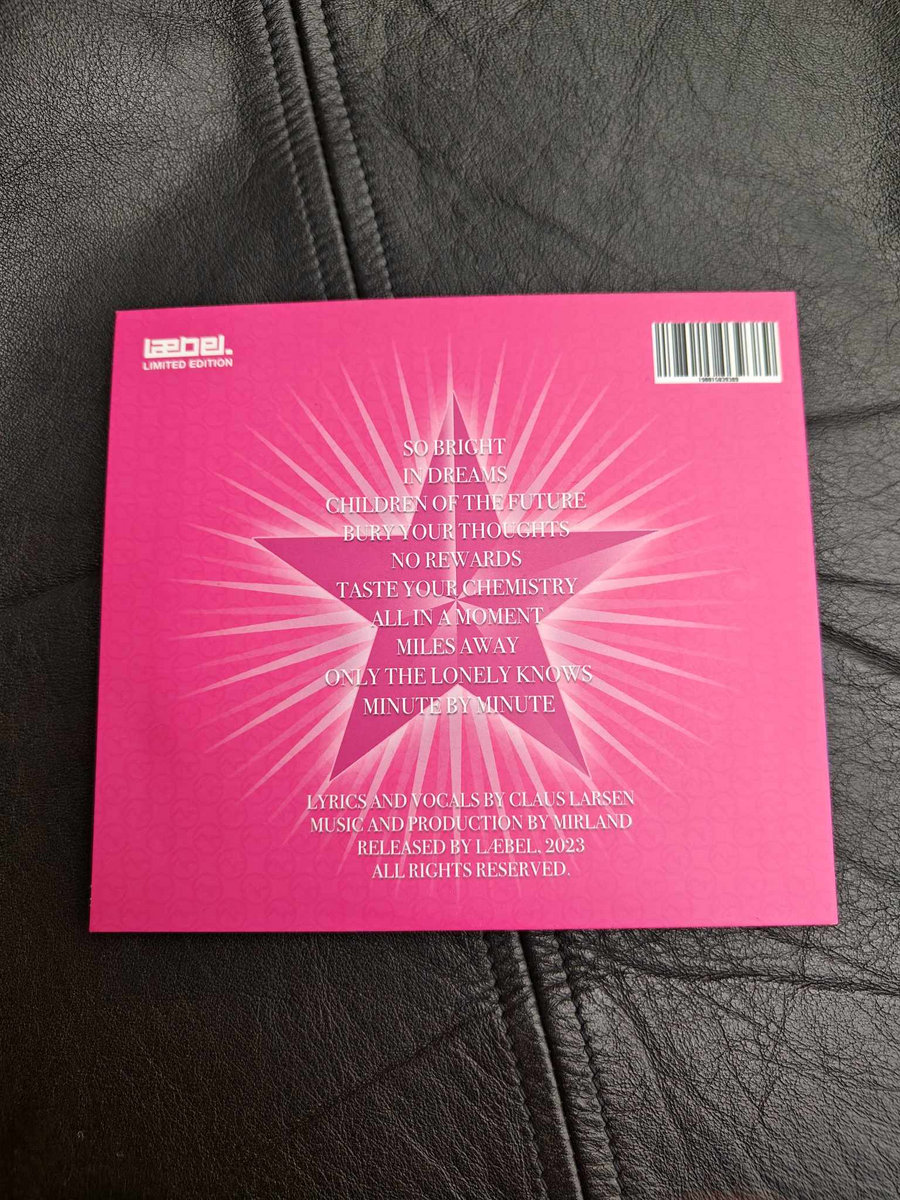 læbel.
LIMITED EDITION
SO BRIGHT
IN DREAMS
CHILDREN OF THE FUTURE
BURY YOUR THOUGHTS
NO REWARDS
TASTE YOUR CHEMISTRY
ALL IN A MOMENT
MILES AWAY
ONLY THE LONELY KNOWS
MINUTE BY MINUTE
LYRICS AND VOCALS BY CLAUS LARSEN
MUSIC AND PRODUCTION BY MIRLAND
RELEASED BY LÆBEL, 2023
ALL RIGHTS RESERVED.